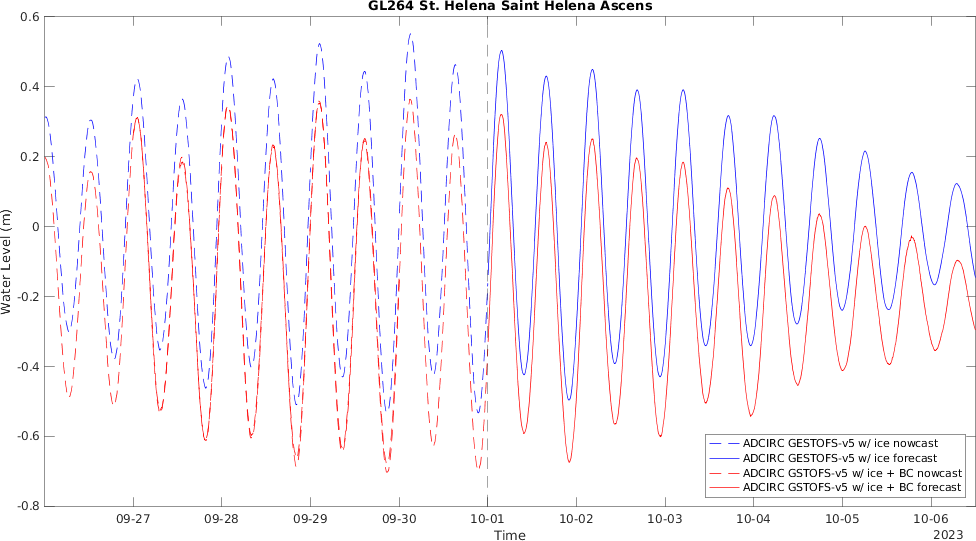 GL264 St. Helena Saint Helena Ascens
0.6
0.4
0.2
0
-0.2
-0.4
-0.6
-0.8
Water Level (m)
ADCIRC GESTOFS-v5 w/ ice nowcast
ADCIRC GESTOFS-v5 w/ ice forecast
ADCIRC GSTOFS-v5 w/ ice + BC nowcast
ADCIRC GSTOFS-v5 w/ ice + BC forecast
09-27 09-28 09-29 09-30 10-01 10-02 10-03 10-04 10-05 10-06
Time
2023